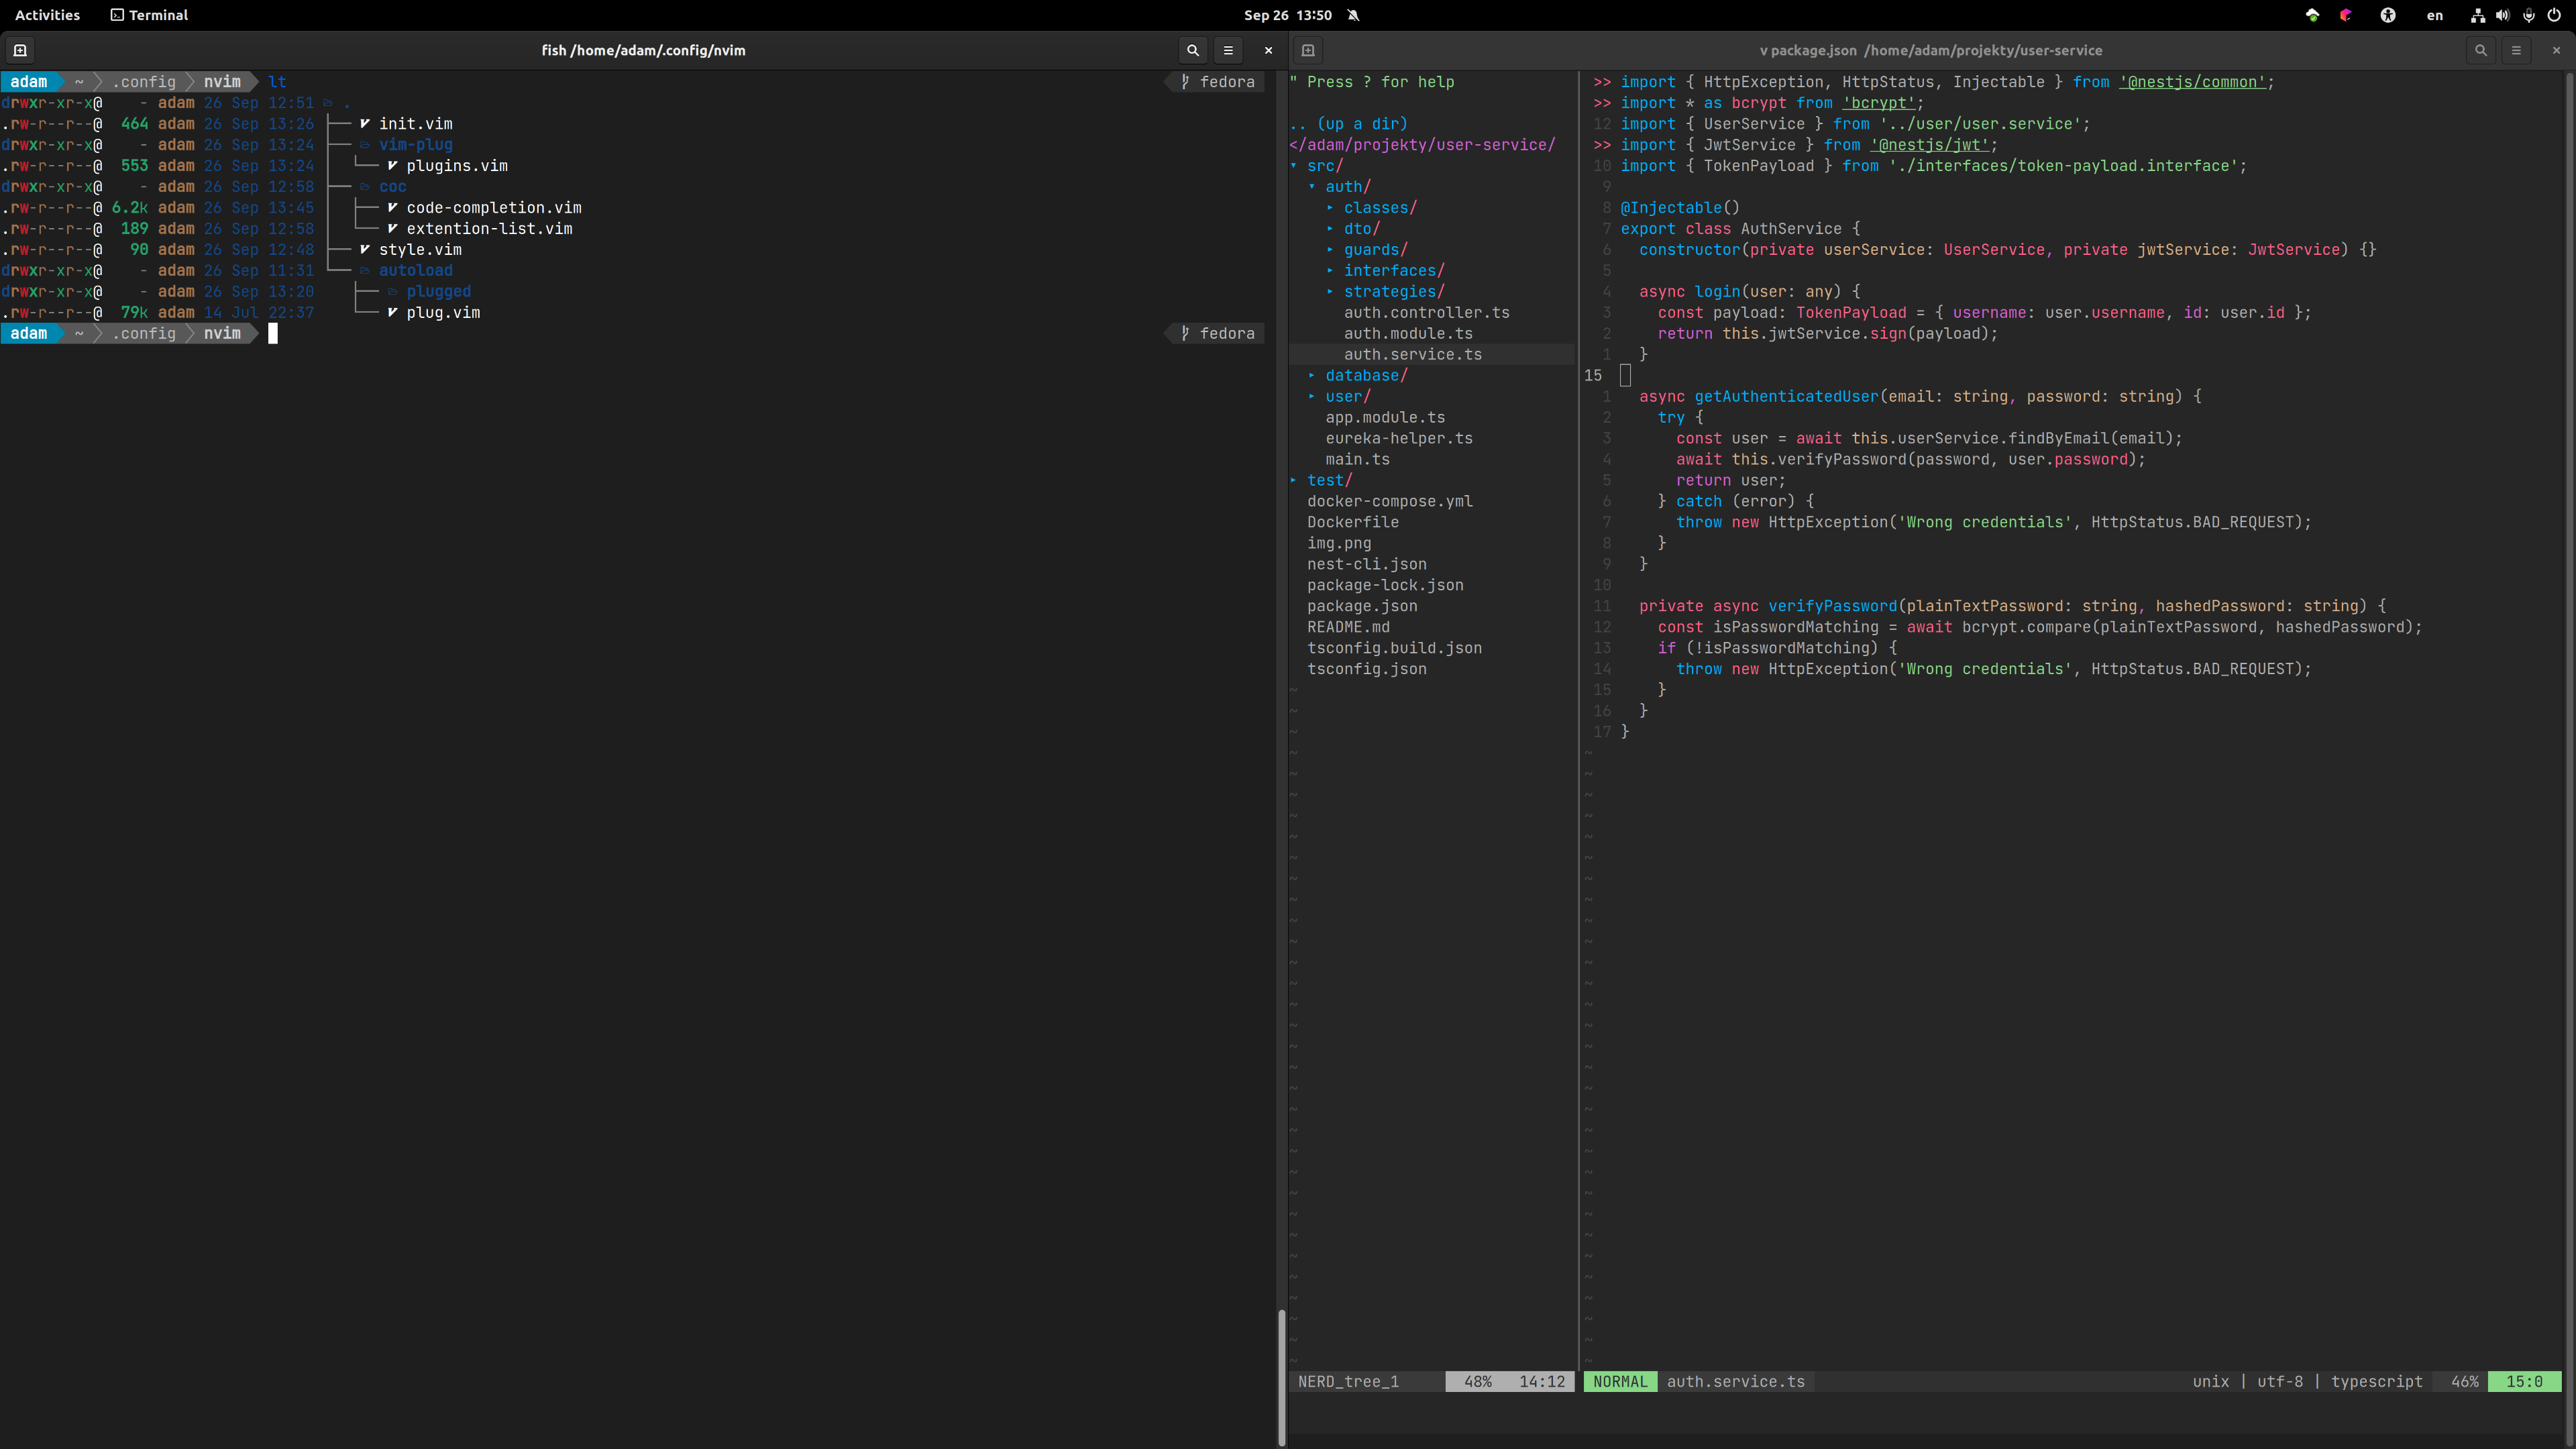 Activities Terminal Sep 26 13:50 en
fish /home/adam/.config/nvim
adam ~ .config nvim lt fedora
drwxr-xr-x@ - adam 26 Sep 12:51 .
.rw-r--r--@ 464 adam 26 Sep 13:26 ├── init.vim
drwxr-xr-x@ - adam 26 Sep 13:24 ├── vim-plug
.rw-r--r--@ 553 adam 26 Sep 13:24 │ └── plugins.vim
drwxr-xr-x@ - adam 26 Sep 12:58 ├── coc
.rw-r--r--@ 6.2k adam 26 Sep 13:45 │ ├── code-completion.vim
.rw-r--r--@ 189 adam 26 Sep 12:58 │ └── extention-list.vim
.rw-r--r--@ 90 adam 26 Sep 12:48 ├── style.vim
drwxr-xr-x@ - adam 26 Sep 11:31 └── autoload
drwxr-xr-x@ - adam 26 Sep 13:20 ├── plugged
.rw-r--r--@ 79k adam 14 Jul 22:37 └── plug.vim
adam ~ .config nvim fedora
v package.json /home/adam/projekty/user-service
" Press ? for help
.. (up a dir)
</adam/projekty/user-service/
▾ src/
▾ auth/
▸ classes/
▸ dto/
▸ guards/
▸ interfaces/
▸ strategies/
auth.controller.ts
auth.module.ts
auth.service.ts
▸ database/
▸ user/
app.module.ts
eureka-helper.ts
main.ts
▸ test/
docker-compose.yml
Dockerfile
img.png
nest-cli.json
package-lock.json
package.json
README.md
tsconfig.build.json
tsconfig.json
NERD_tree_1 48% 14:12
>> import { HttpException, HttpStatus, Injectable } from '@nestjs/common';
>> import * as bcrypt from 'bcrypt';
12 import { UserService } from '../user/user.service';
>> import { JwtService } from '@nestjs/jwt';
10 import { TokenPayload } from './interfaces/token-payload.interface';
9
8 @Injectable()
7 export class AuthService {
6 constructor(private userService: UserService, private jwtService: JwtService) {}
5
4 async login(user: any) {
3 const payload: TokenPayload = { username: user.username, id: user.id };
2 return this.jwtService.sign(payload);
1 }
15
1 async getAuthenticatedUser(email: string, password: string) {
2 try {
3 const user = await this.userService.findByEmail(email);
4 await this.verifyPassword(password, user.password);
5 return user;
6 } catch (error) {
7 throw new HttpException('Wrong credentials', HttpStatus.BAD_REQUEST);
8 }
9 }
10
11 private async verifyPassword(plainTextPassword: string, hashedPassword: string) {
12 const isPasswordMatching = await bcrypt.compare(plainTextPassword, hashedPassword);
13 if (!isPasswordMatching) {
14 throw new HttpException('Wrong credentials', HttpStatus.BAD_REQUEST);
15 }
16 }
17 }
NORMAL auth.service.ts unix | utf-8 | typescript 46% 15:0